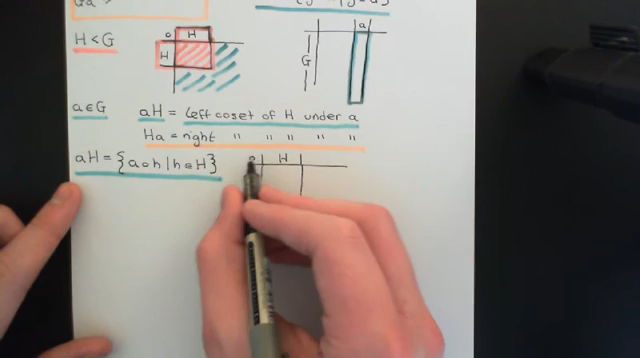 H < G
o H
H
a
G
a ∈ G aH = left coset of H under a
Ha = right " " " " "
aH = {a o h | h ∈ H}
H